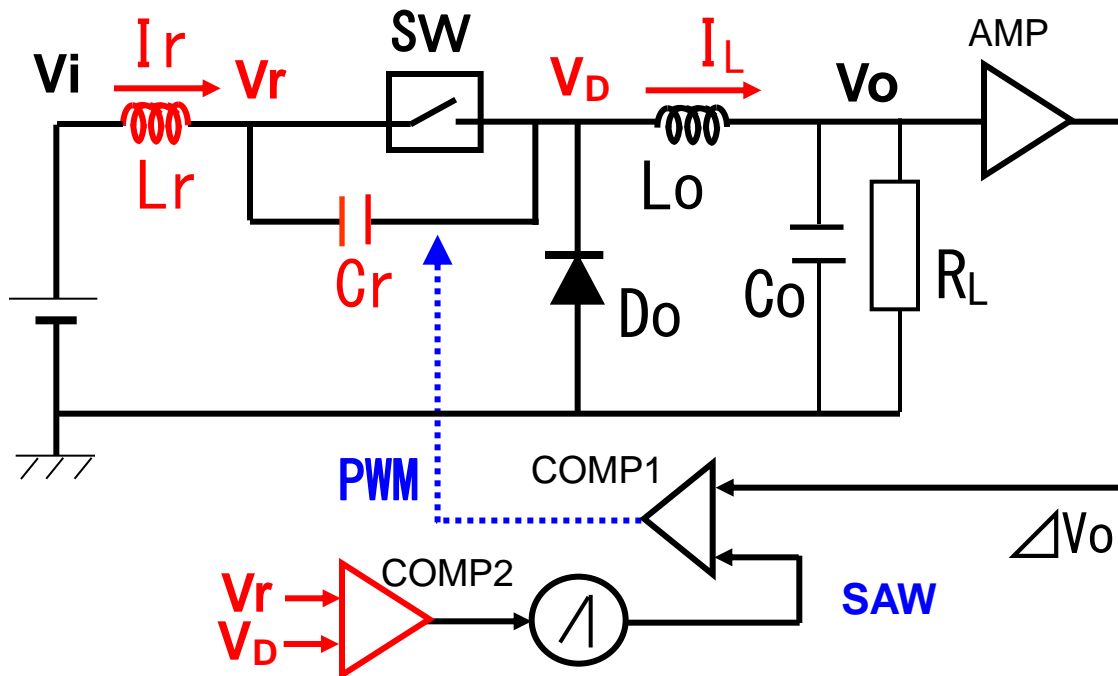 SW
AMP
Ir
IL
Vi
Vr
VD
Vo
Lr
Lo
Cr
Do
Co
RL
PWM
COMP1
⊿Vo
COMP2
SAW
Vr
VD